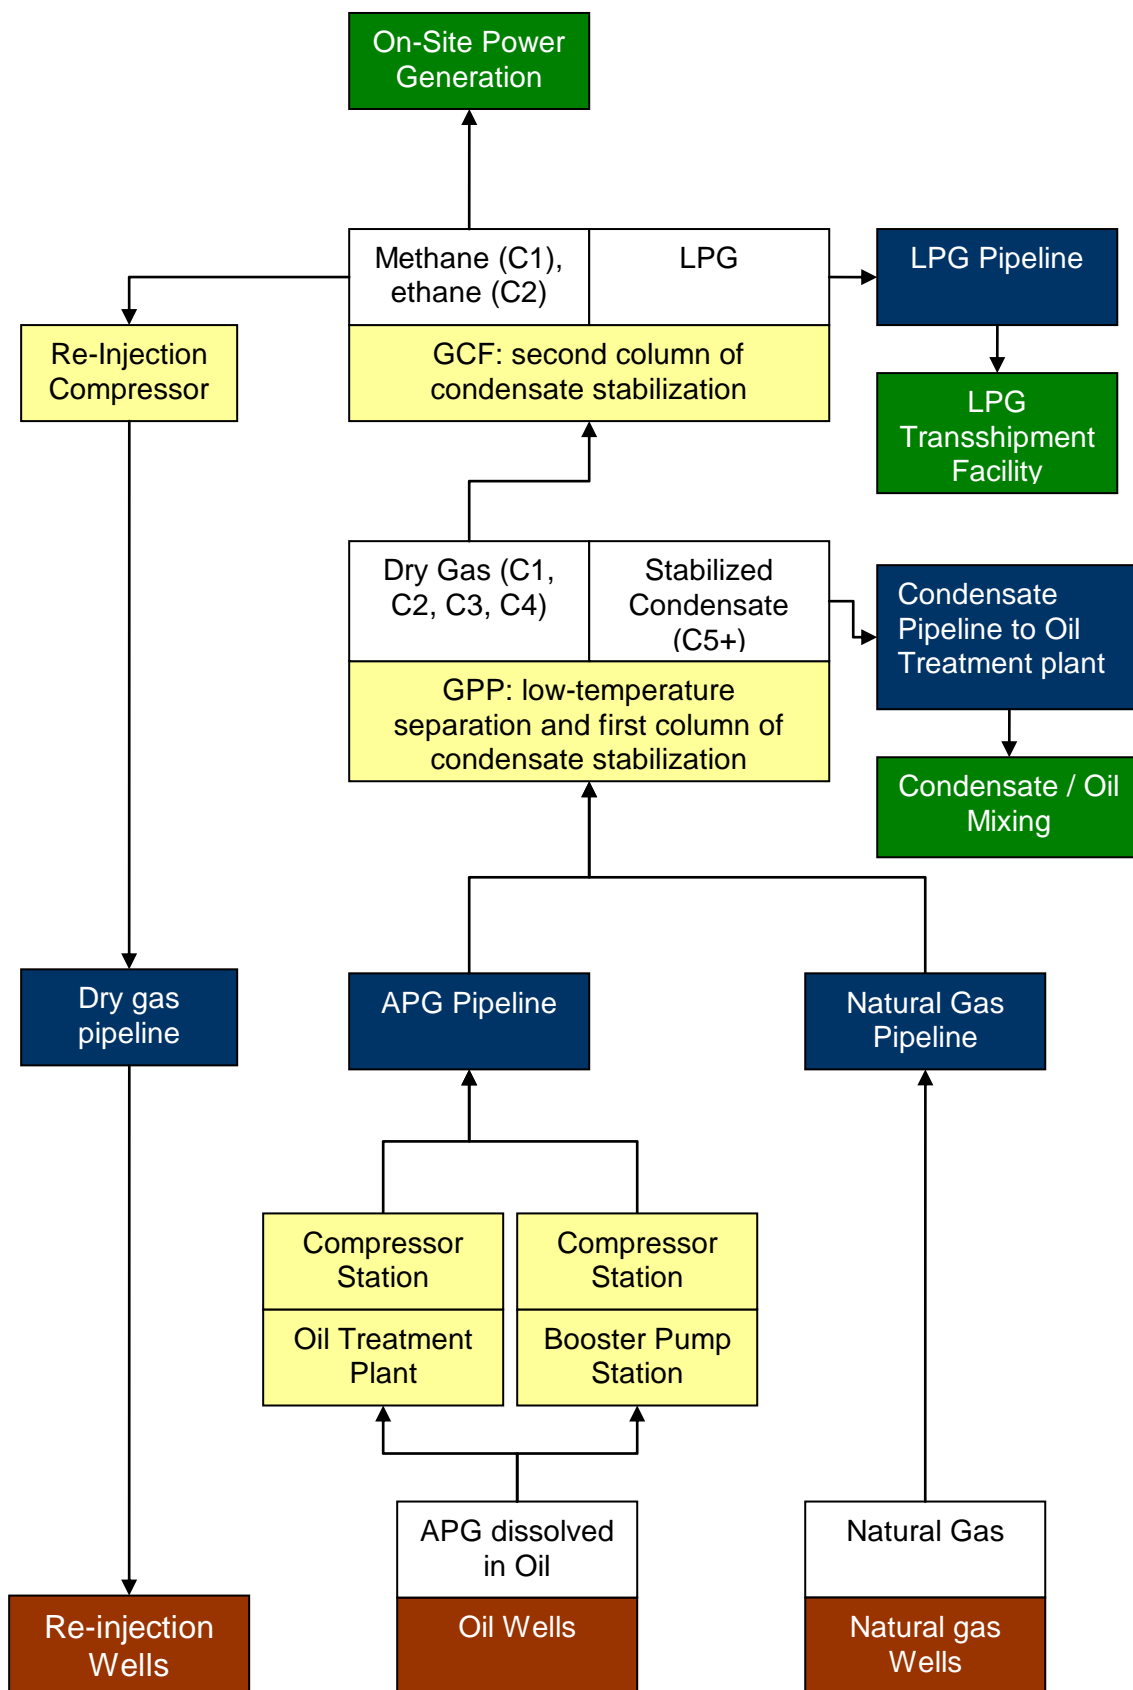 On-Site Power
Generation
Methane (C1),
ethane (C2)
LPG
LPG Pipeline
Re-Injection
Compressor
GCF: second column of
condensate stabilization
LPG
Transshipment
Facility
Dry Gas (C1,
C2, C3, C4)
Stabilized
Condensate
(C5+)
Condensate
Pipeline to Oil
Treatment plant
GPP: low-temperature
separation and first column of
condensate stabilization
Condensate / Oil
Mixing
Dry gas
pipeline
APG Pipeline
Natural Gas
Pipeline
Compressor
Station
Compressor
Station
Oil Treatment
Plant
Booster Pump
Station
APG dissolved
in Oil
Natural Gas
Re-injection
Wells
Oil Wells
Natural gas
Wells